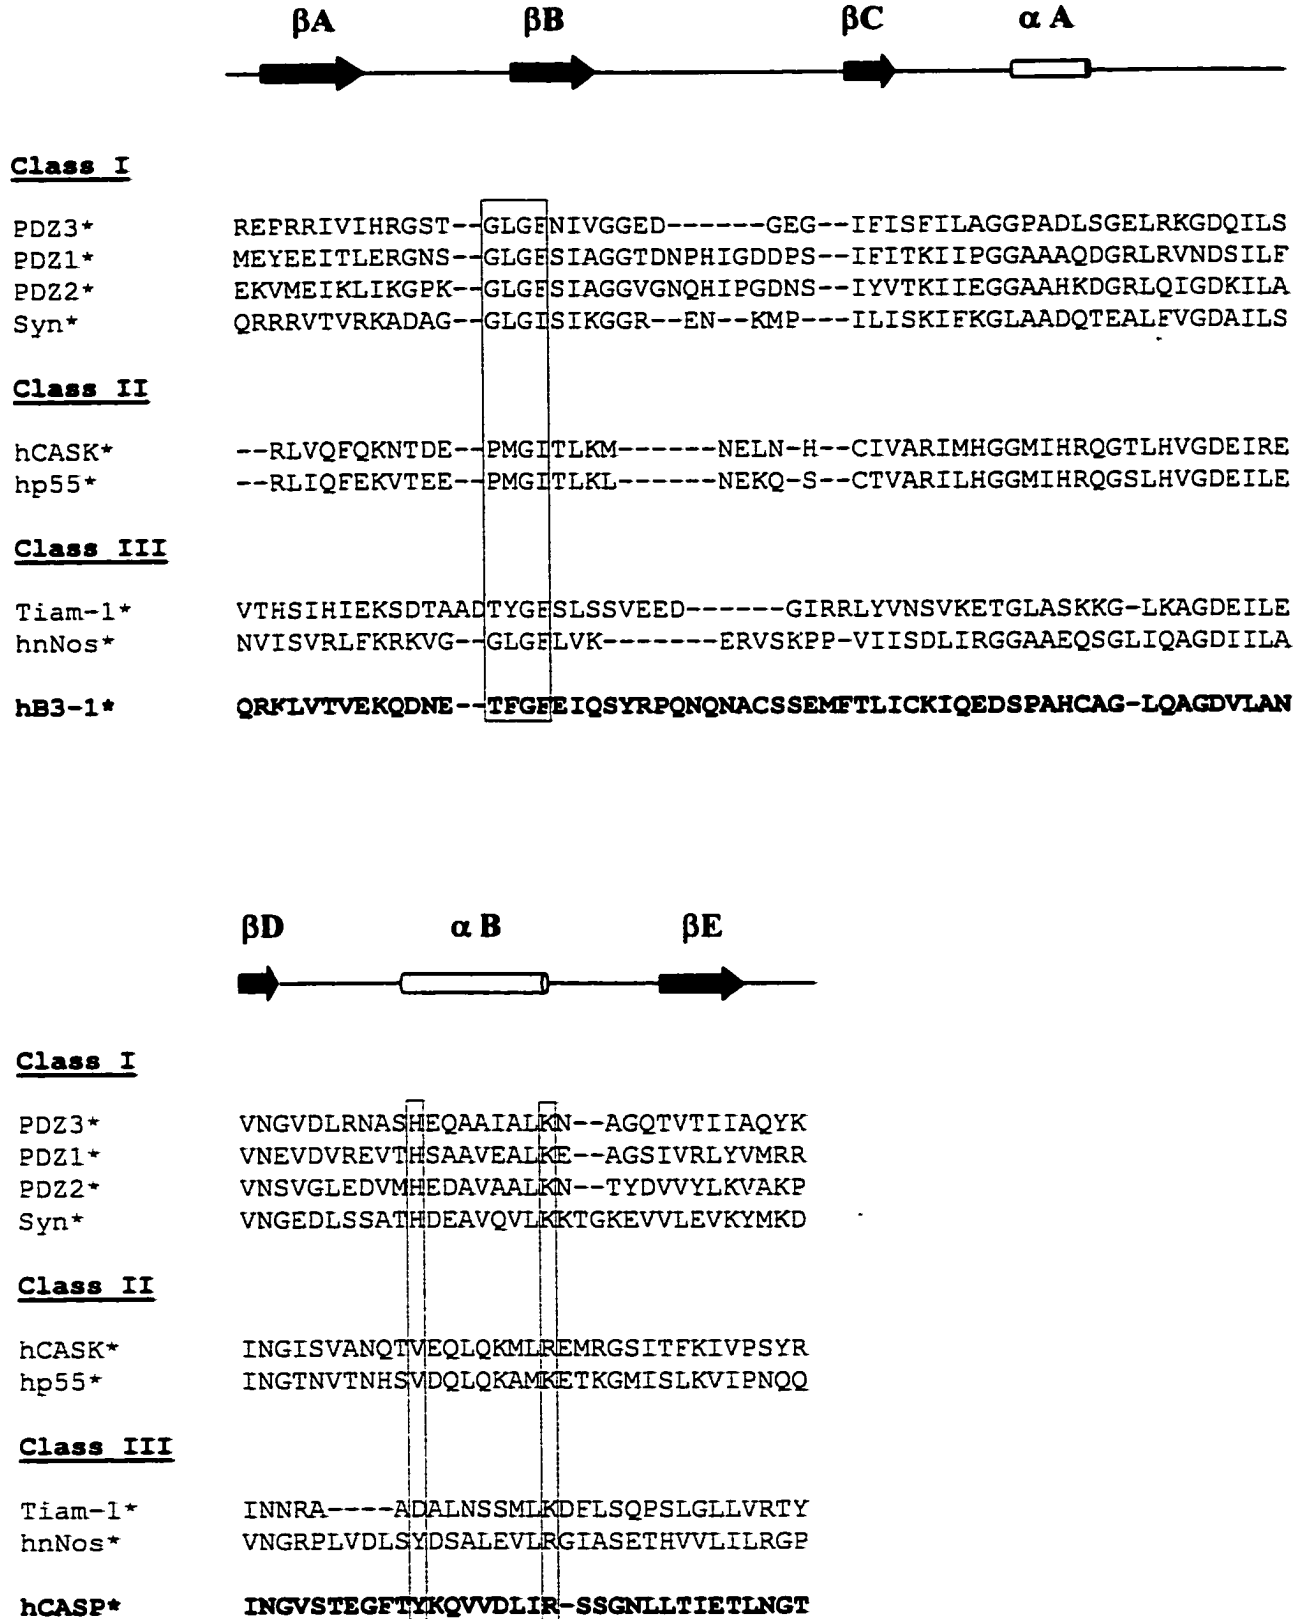 βA βB βC α A
Class I
PDZ3* REPRRIVIHRGST--GLGFNIVGGED------GEG--IFISFILAGGPADLSGELRKGDQILS
PDZ1* MEYEEITLERGNS--GLGFSIAGGTDNPHIGDDPS--IFITKIIPGGAAAQDGRLRVNDSILF
PDZ2* EKVMEIKLIKGPK--GLGFSIAGGVGNQHIPGDNS--IYVTKIIEGGAAHKDGRLQIGDKILA
Syn* QRRRVTVRKADAG--GLGISIKGGR--EN--KMP---ILISKIFKGLAADQTEALFVGDAILS
Class II
hCASK* --RLVQFQKNTDE--PMGITLKM------NELN-H--CIVARIMHGGMIHRQGTLHVGDEIRE
hp55* --RLIQFEKVTEE--PMGITLKL------NEKQ-S--CTVARILHGGMIHRQGSLHVGDEILE
Class III
Tiam-1* VTHSIHIEKSDTAADTYGFSLSSVEED------GIRRLYVNSVKETGLASKKG-LKAGDEILE
hnNos* NVISVRLFKRKVG--GLGFLVK-------ERVSKPP-VIISDLIRGGAAEQSGLIQAGDIILA
hB3-1* QRKLVTVEKQDNE--TFGFEIQSYRPQNQNACSSEMFTLICKIQEDSPAHCAG-LQAGDVLAN
βD α B βE
Class I
PDZ3* VNGVDLRNASHEQAAIALKN--AGQTVTIIAQYK
PDZ1* VNEVDVREVTHSAAVEALKE--AGSIVRLYVMRR
PDZ2* VNSVGLEDVMHEDAVAALKN--TYDVVYLKVAKP
Syn* VNGEDLSSATHDEAVQVLKKTGKEVVLEVKYMKD
Class II
hCASK* INGISVANQTVEQLQKMLREMRGSITFKIVPSYR
hp55* INGTNVTNHSVDQLQKAMKETKGMISLKVIPNQQ
Class III
Tiam-1* INNRA----ADALNSSMLKDFLSQPSLGLLVRTY
hnNos* VNGRPLVDLSYDSALEVLRGIASETHVVLILRGP
hCASP* INGVSTEGFTYKQVVDLIR-SSGNLLTIETLNGT